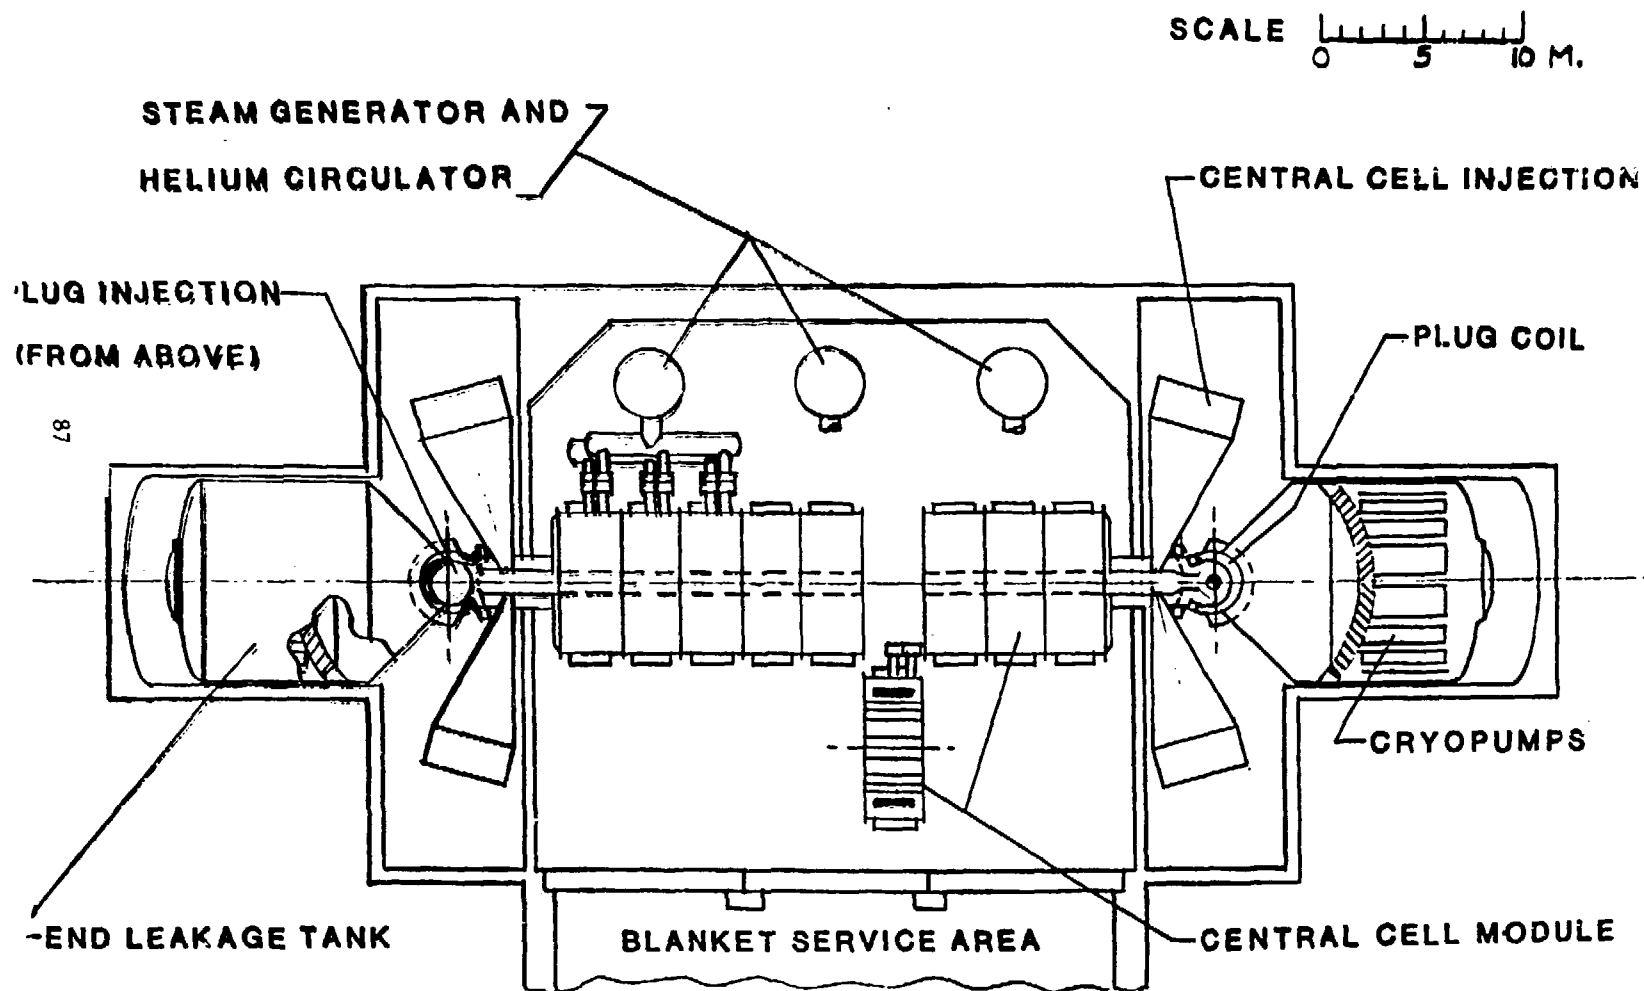 SCALE
0 5 10 M.
STEAM GENERATOR AND
HELIUM CIRCULATOR
CENTRAL CELL INJECTION
LUG INJECTION
(FROM ABOVE)
PLUG COIL
87
CRYOPUMPS
END LEAKAGE TANK
BLANKET SERVICE AREA
CENTRAL CELL MODULE